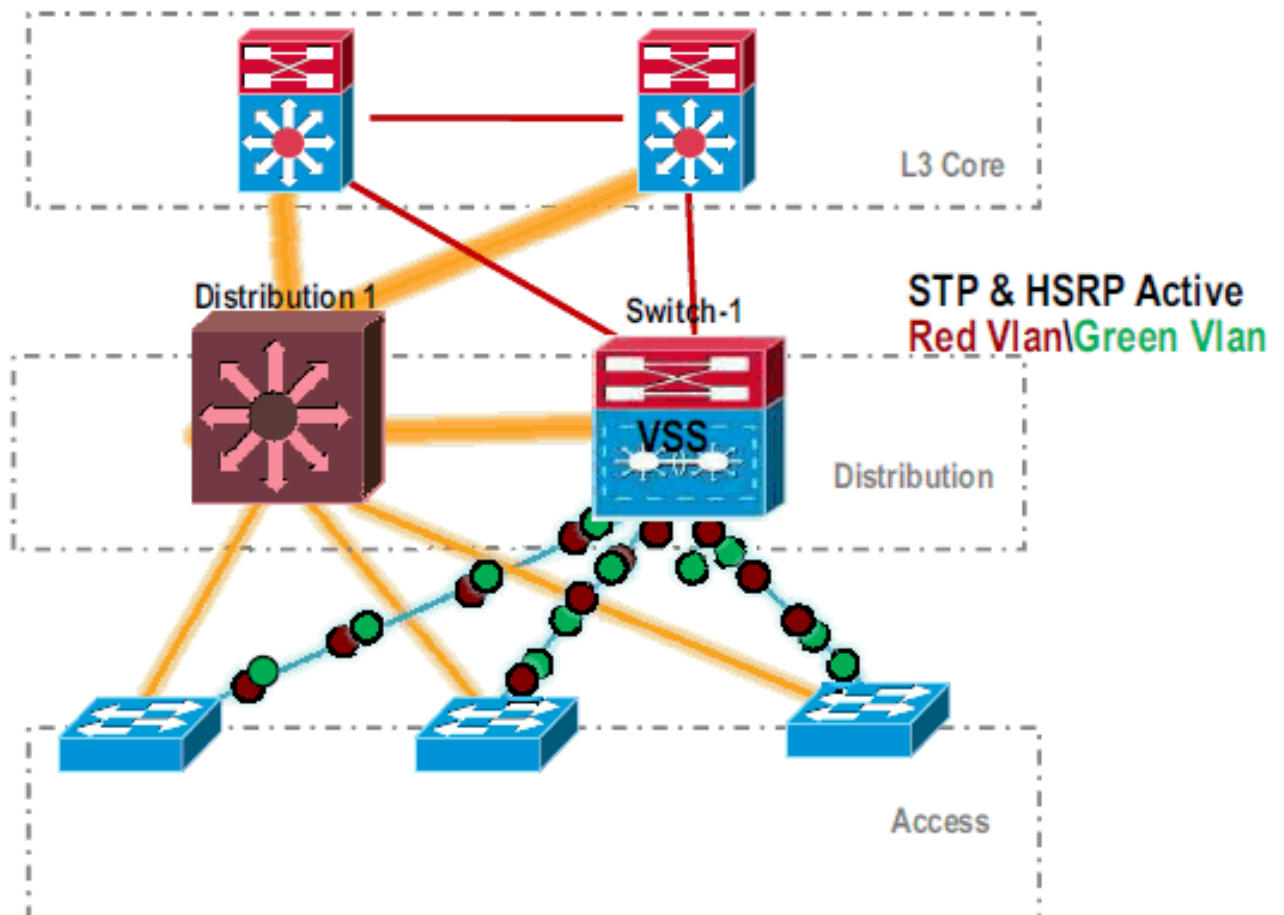 L3 Core
Distribution 1
Switch-1
STP & HSRP Active
Red Vlan\Green Vlan
VSS
Distribution
Access